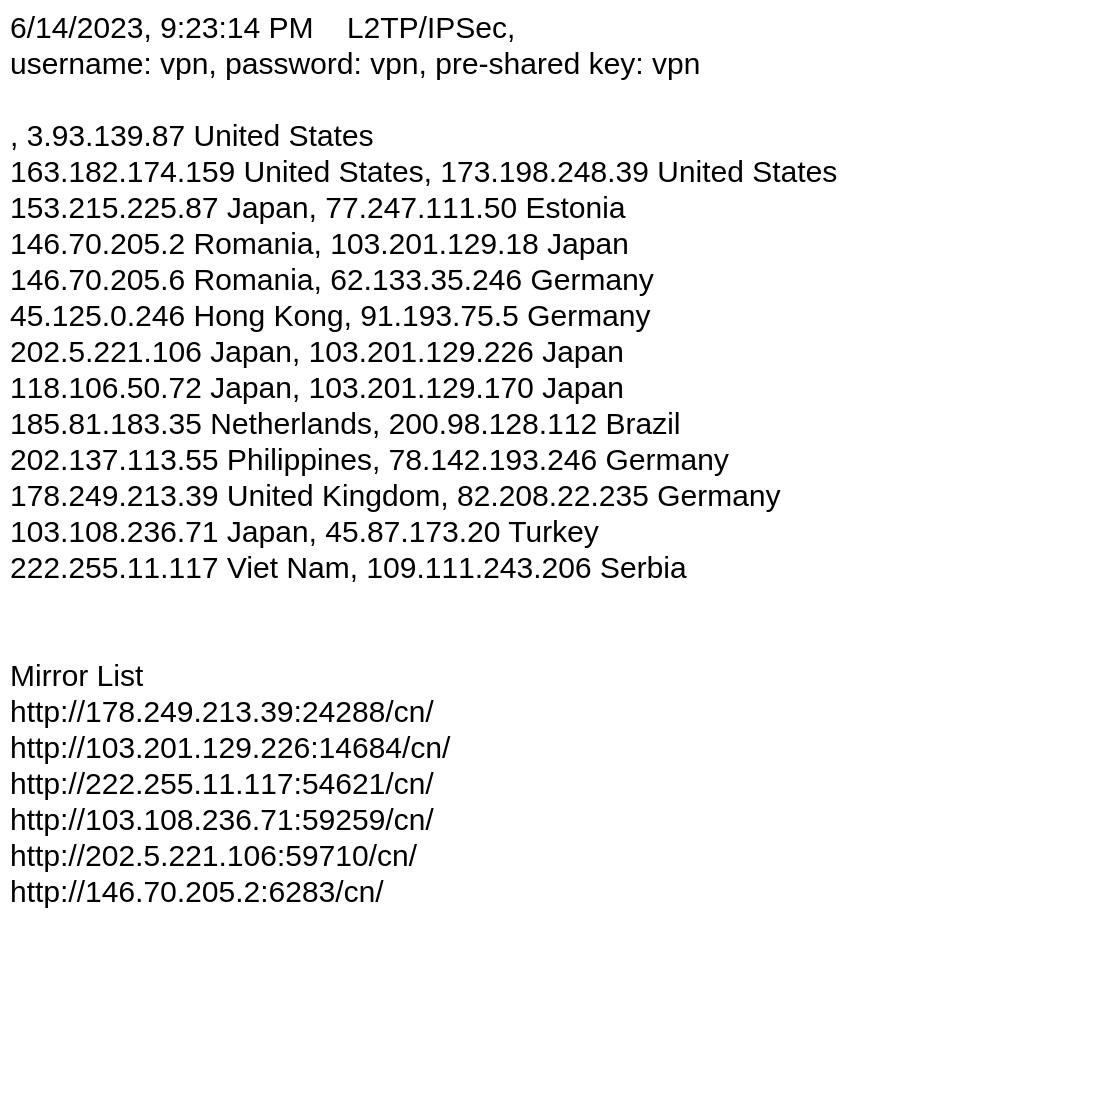 6/14/2023, 9:23:14 PM    L2TP/IPSec,
username: vpn, password: vpn, pre-shared key: vpn
, 3.93.139.87 United States
163.182.174.159 United States, 173.198.248.39 United States
153.215.225.87 Japan, 77.247.111.50 Estonia
146.70.205.2 Romania, 103.201.129.18 Japan
146.70.205.6 Romania, 62.133.35.246 Germany
45.125.0.246 Hong Kong, 91.193.75.5 Germany
202.5.221.106 Japan, 103.201.129.226 Japan
118.106.50.72 Japan, 103.201.129.170 Japan
185.81.183.35 Netherlands, 200.98.128.112 Brazil
202.137.113.55 Philippines, 78.142.193.246 Germany
178.249.213.39 United Kingdom, 82.208.22.235 Germany
103.108.236.71 Japan, 45.87.173.20 Turkey
222.255.11.117 Viet Nam, 109.111.243.206 Serbia
Mirror List
http://178.249.213.39:24288/cn/
http://103.201.129.226:14684/cn/
http://222.255.11.117:54621/cn/
http://103.108.236.71:59259/cn/
http://202.5.221.106:59710/cn/
http://146.70.205.2:6283/cn/